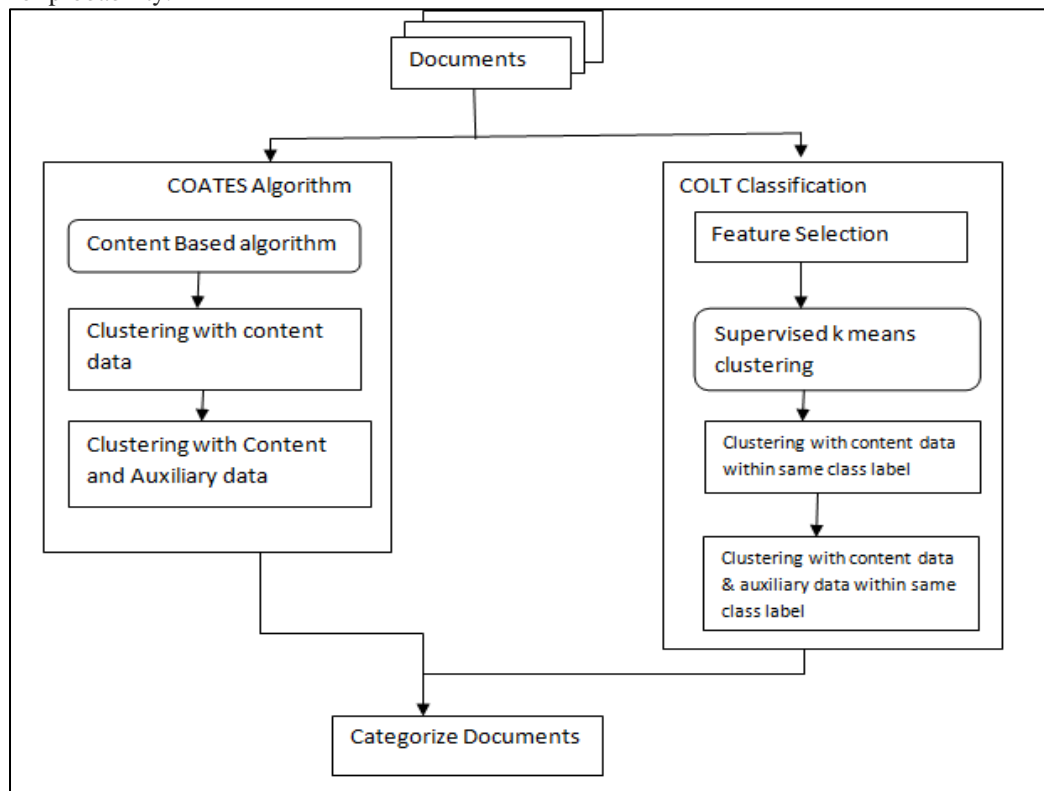 Documents
COATES Algorithm
Content Based algorithm
Clustering with content
data
Clustering with Content
and Auxiliary data
COLT Classification
Feature Selection
Supervised k means
clustering
Clustering with content data
within same class label
Clustering with content data
& auxiliary data within same
class label
Categorize Documents